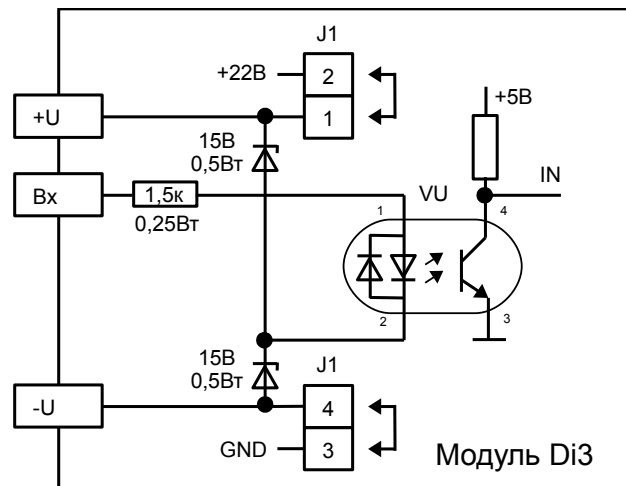 J1
+22В
2
+U
1
+5В
15В
0,5Вт
Вх
1,5к
0,25Вт
1
VU
4
IN
2
3
15В
0,5Вт
J1
-U
4
GND
3
Модуль Di3